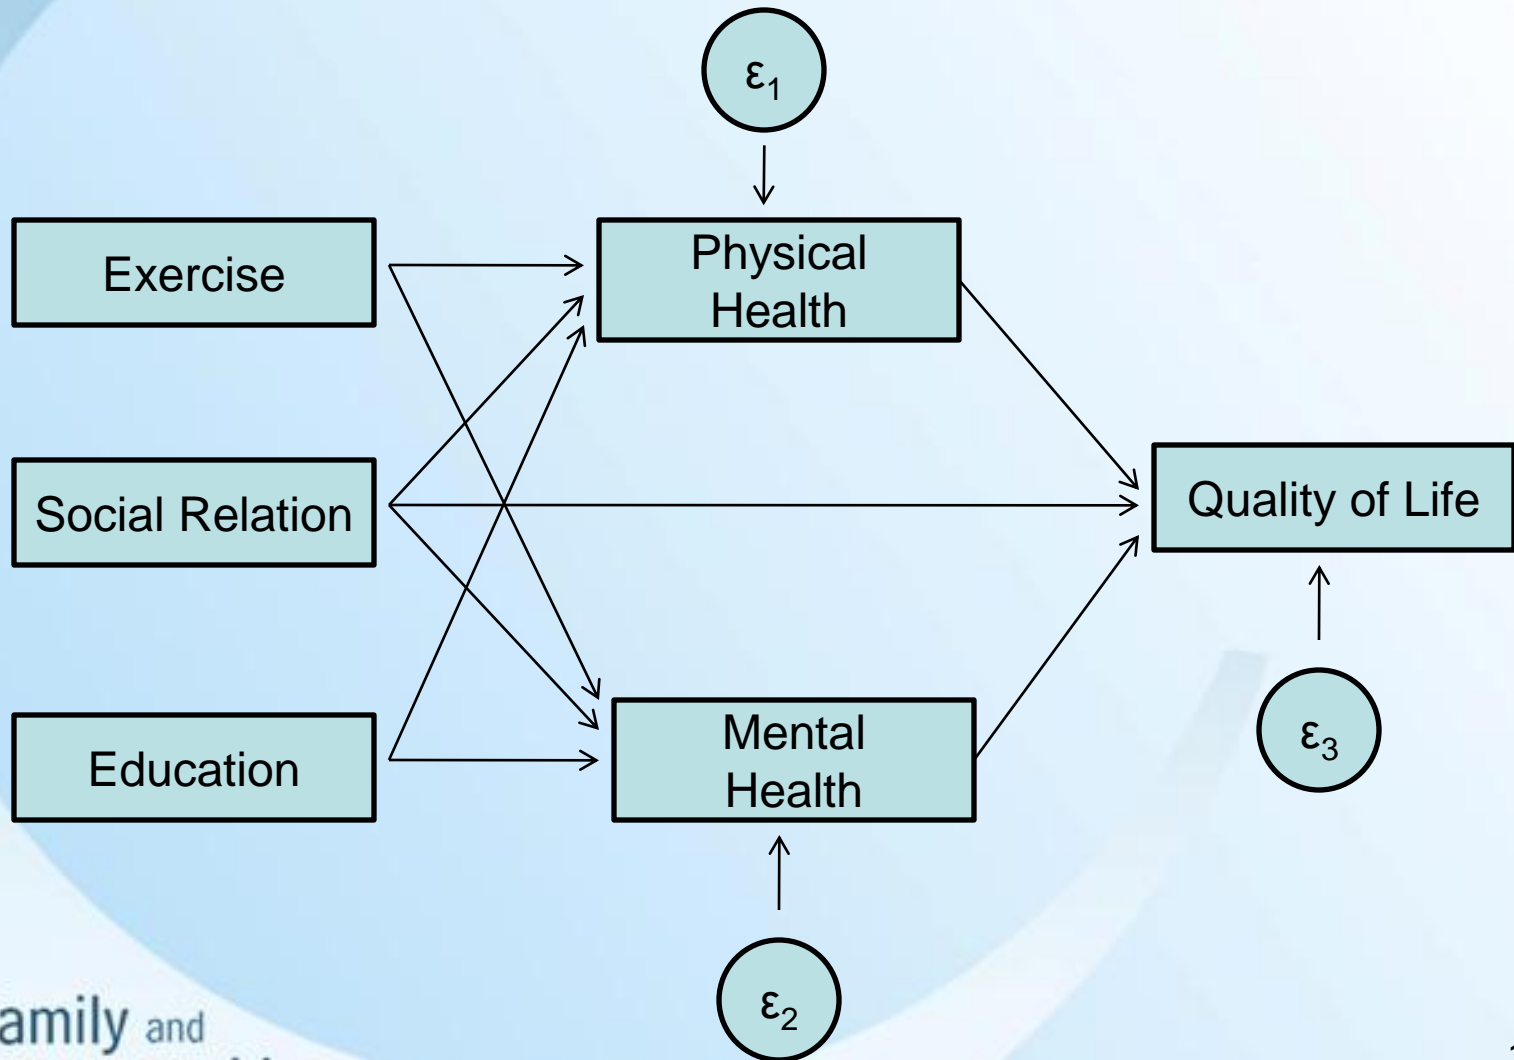 ε1
Exercise
Physical
Health
Social Relation
Quality of Life
Education
Mental
Health
ε3
ε2
amily and